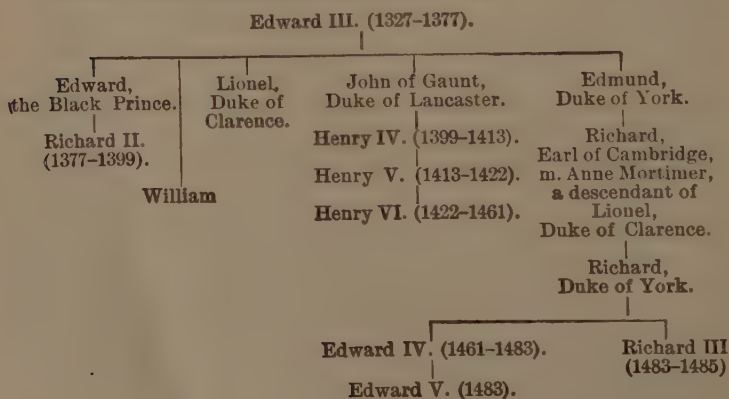 Edward III. (1327–1377).
Edward,
the Black Prince.
Richard II.
(1377–1399).
William
Lionel,
Duke of
Clarence.
John of Gaunt,
Duke of Lancaster.
Henry IV. (1399–1413).
Henry V. (1413–1422).
Henry VI. (1422–1461).
Edmund,
Duke of York.
Richard,
Earl of Cambridge,
m. Anne Mortimer,
a descendant of
Lionel,
Duke of Clarence.
Richard,
Duke of York.
Edward IV. (1461–1483).
Edward V. (1483).
Richard III
(1483–1485)